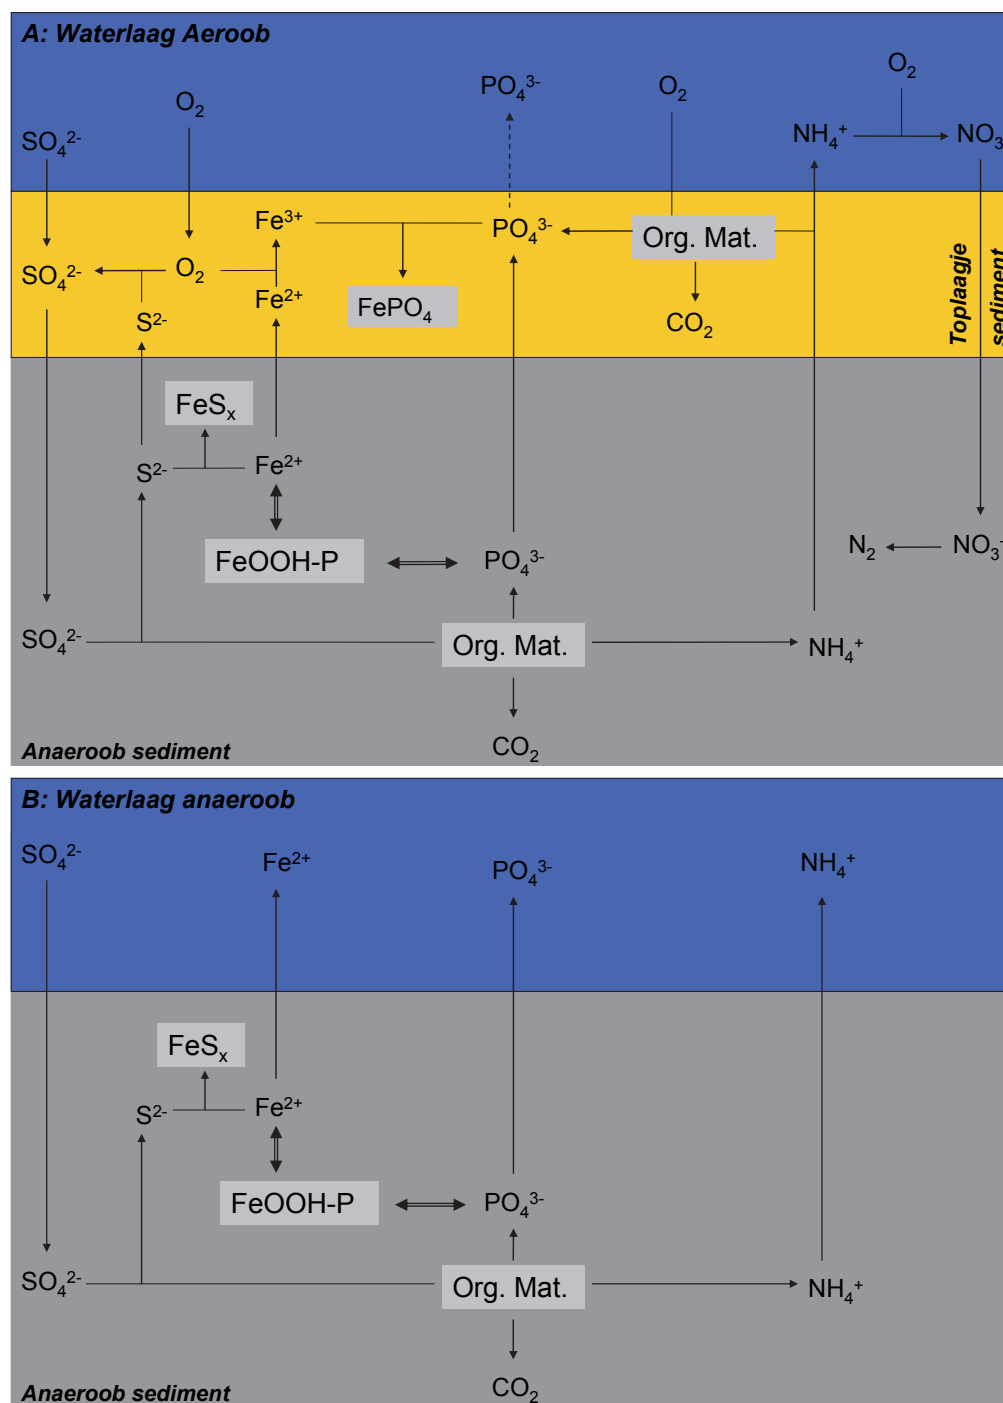 A: Waterlaag Aeroob
O₂
PO₄³⁻
O₂
O₂
SO₄²⁻
NH₄⁺
NO₃
Fe³⁺
PO₄³⁻
Org. Mat.
SO₄²⁻
O₂
Fe²⁺
FePO₄
S²⁻
CO₂
Toplaagje
sediment
FeSₓ
S²⁻
Fe²⁺
FeOOH-P
PO₄³⁻
N₂
NO₃⁻
SO₄²⁻
Org. Mat.
NH₄⁺
CO₂
Anaeroob sediment
B: Waterlaag anaeroob
SO₄²⁻
Fe²⁺
PO₄³⁻
NH₄⁺
FeSₓ
S²⁻
Fe²⁺
FeOOH-P
PO₄³⁻
SO₄²⁻
Org. Mat.
NH₄⁺
CO₂
Anaeroob sediment